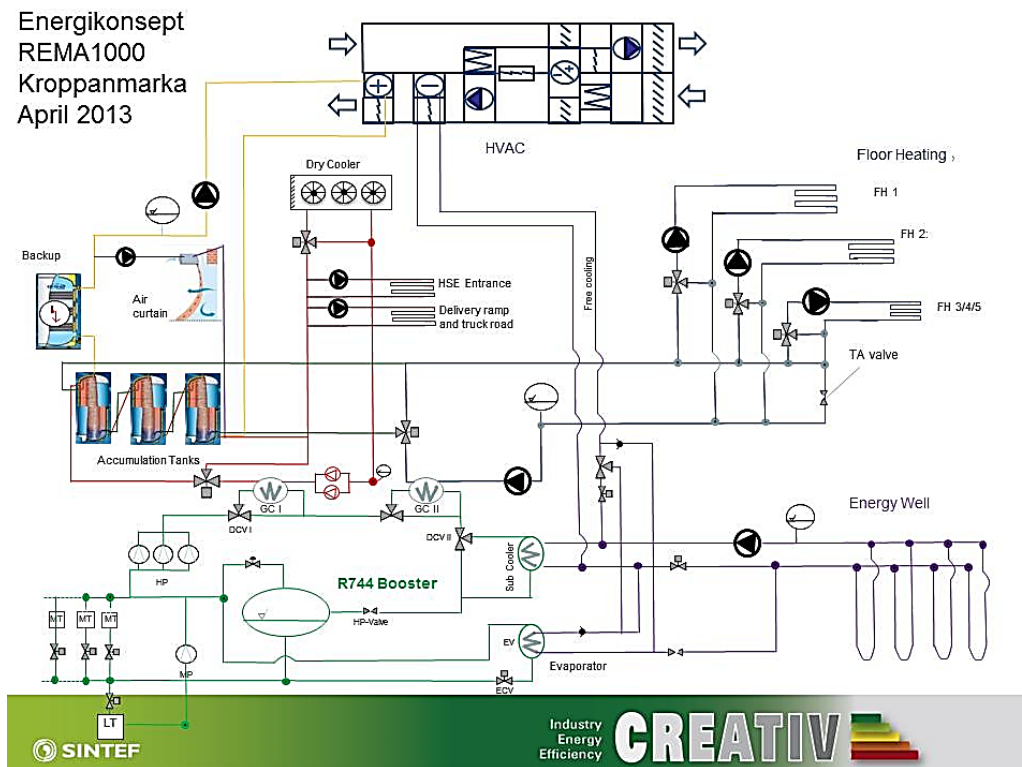 Energikonsept
REMA1000
Kroppanmarka
April 2013
HVAC
Dry Cooler
Floor Heating ,
FH 1
FH 2:
FH 3/4/5
Backup
Air
curtain
HSE Entrance
Delivery ramp
and truck road
Free cooling
TA valve
Accumulation Tanks
GC I
GC II
DCV I
DCV II
Energy Well
HP
R744 Booster
HP-Valve
Sub Cooler
MT
MT
MT
MP
EV
Evaporator
ECV
LT
SINTEF
Industry
Energy
Efficiency
CREATIV